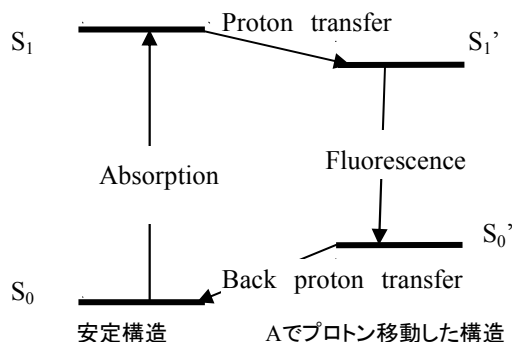 Proton transfer
S₁
S₁’
Absorption
Fluorescence
S₀’
Back proton transfer
S₀
安定構造
Aでプロトン移動した構造